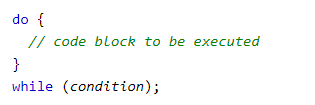 do {
  // code block to be executed
}
while (condition);